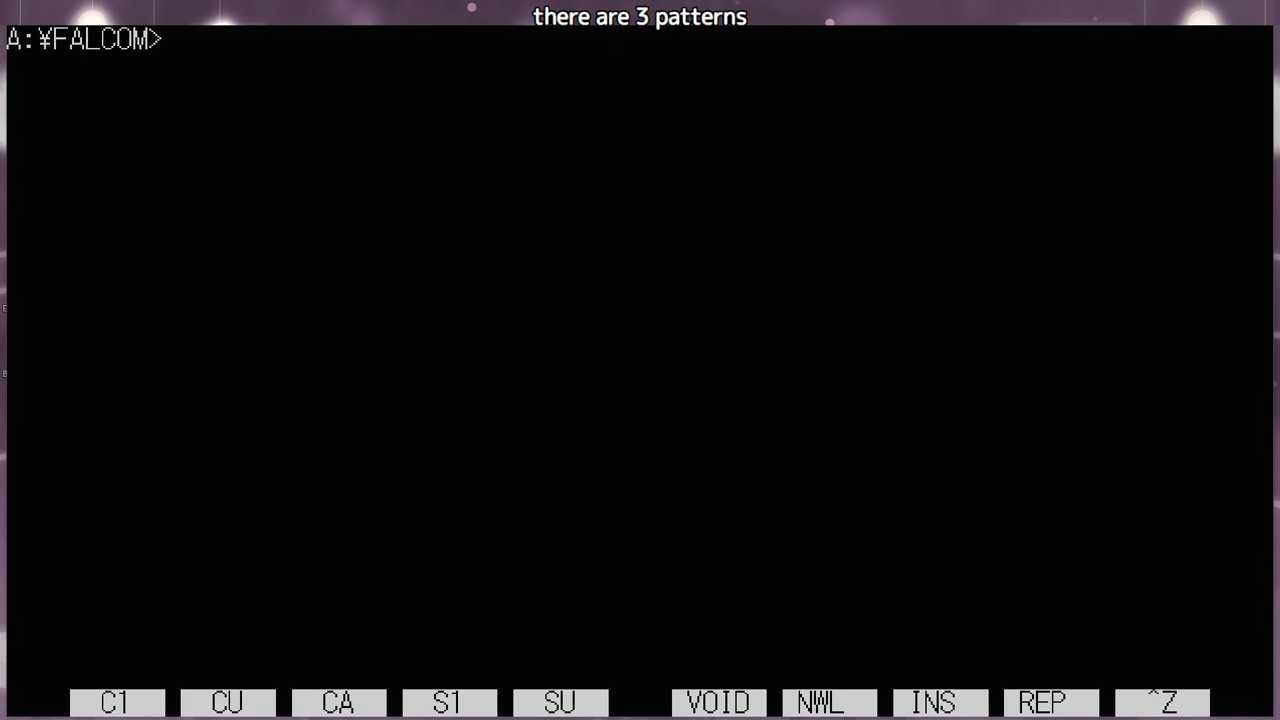 there are 3 patterns
A:¥FALCOM>
C1 CU CA S1 SU VOID NWL INS REP ^Z